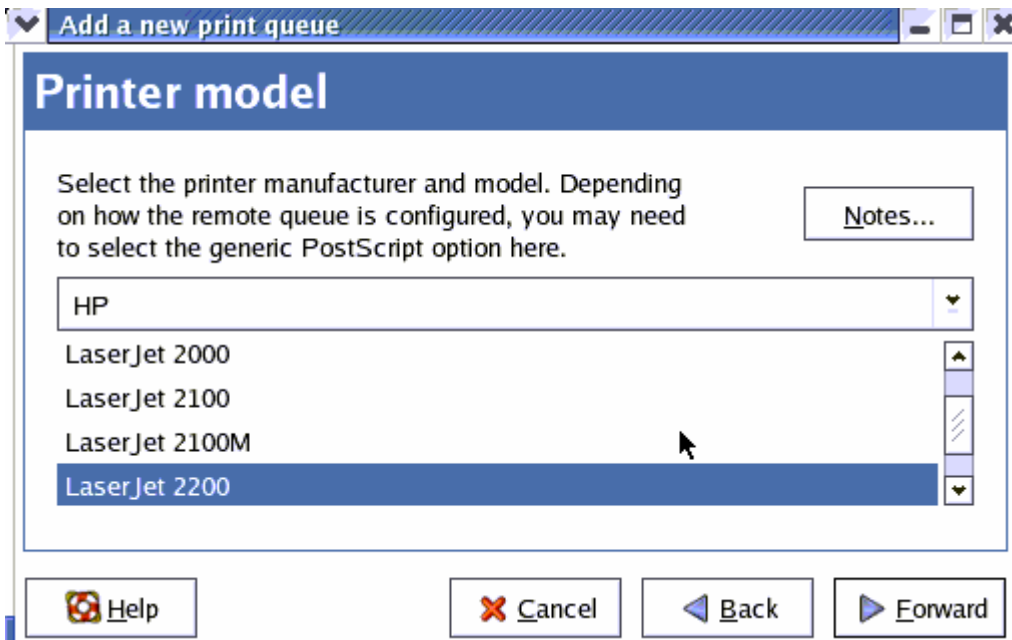 Add a new print queue
Printer model
Select the printer manufacturer and model. Depending
on how the remote queue is configured, you may need
to select the generic PostScript option here.
Notes...
HP
LaserJet 2000
LaserJet 2100
LaserJet 2100M
LaserJet 2200
Help
Cancel
Back
Forward